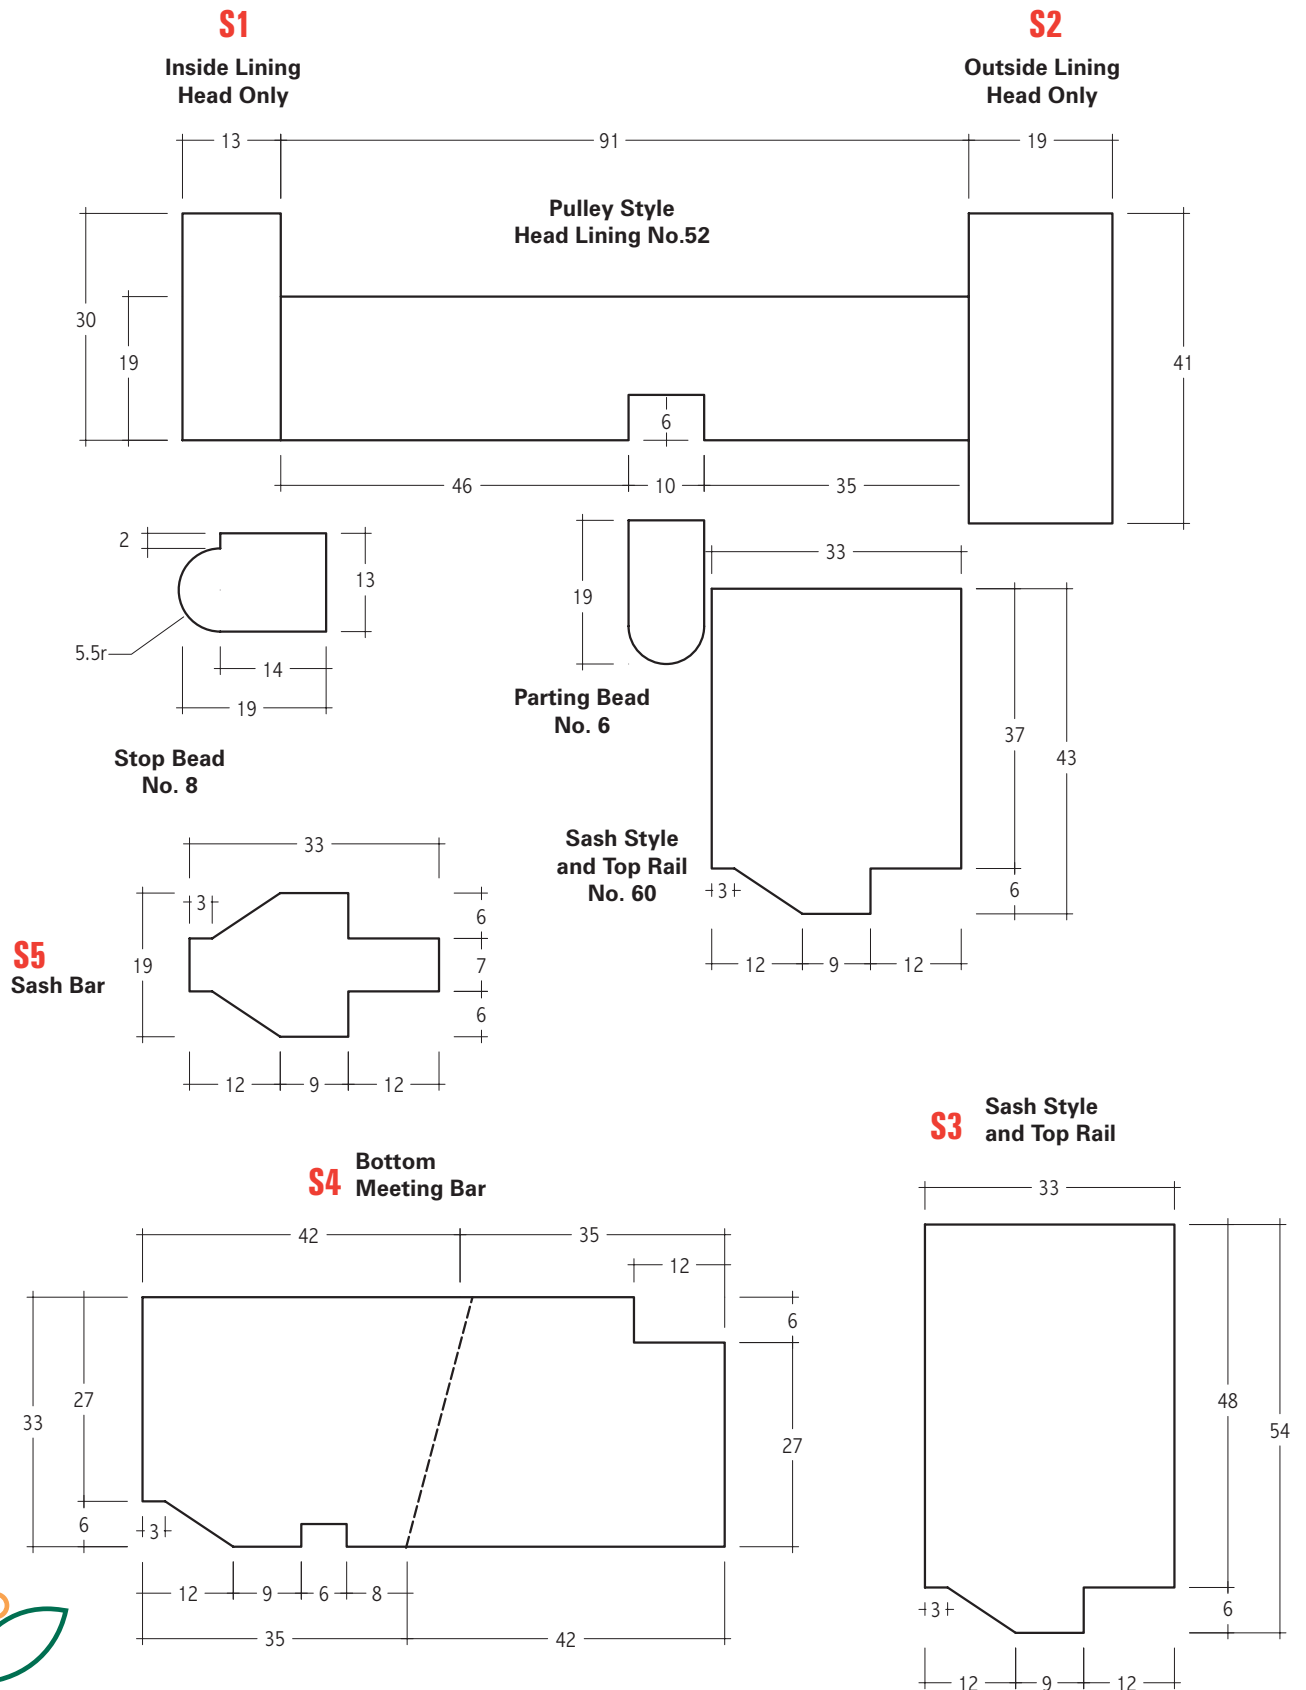 S1
Inside Lining
Head Only
S2
Outside Lining
Head Only
13
91
19
Pulley Style
Head Lining No.52
30
19
41
6
46
10
35
2
13
5.5r
14
19
Stop Bead
No. 8
19
Parting Bead
No. 6
33
37
43
Sash Style
and Top Rail
No. 60
3
6
12
9
12
33
3
6
S5
Sash Bar
19
7
6
12
9
12
S3
Sash Style
and Top Rail
S4
Bottom
Meeting Bar
33
42
35
12
6
27
33
27
48
54
6
3
12
9
6
8
35
42
3
6
12
9
12